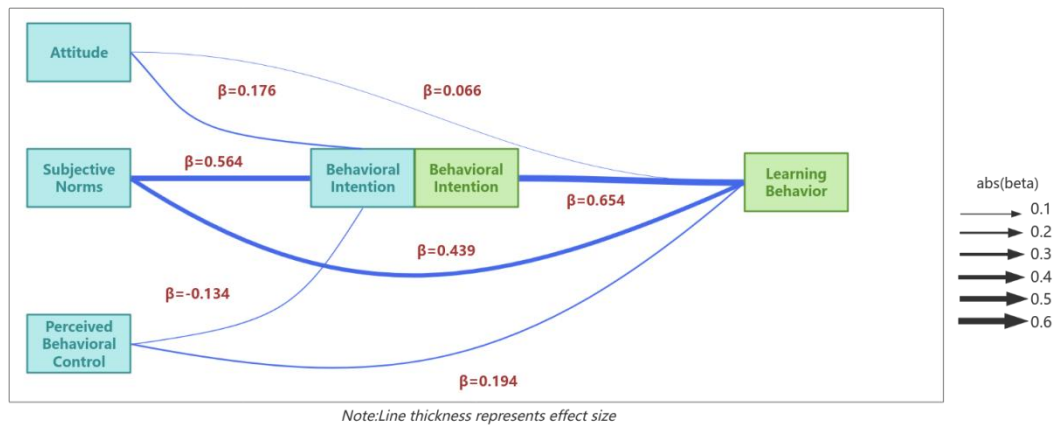 Attitude
β=0.176
β=0.066
Subjective
Norms
β=0.564
Behavioral
Intention
Behavioral
Intention
β=0.654
Learning
Behavior
β=0.439
β=-0.134
Perceived
Behavioral
Control
β=0.194
abs(beta)
0.1
0.2
0.3
0.4
0.5
0.6
Note:Line thickness represents effect size